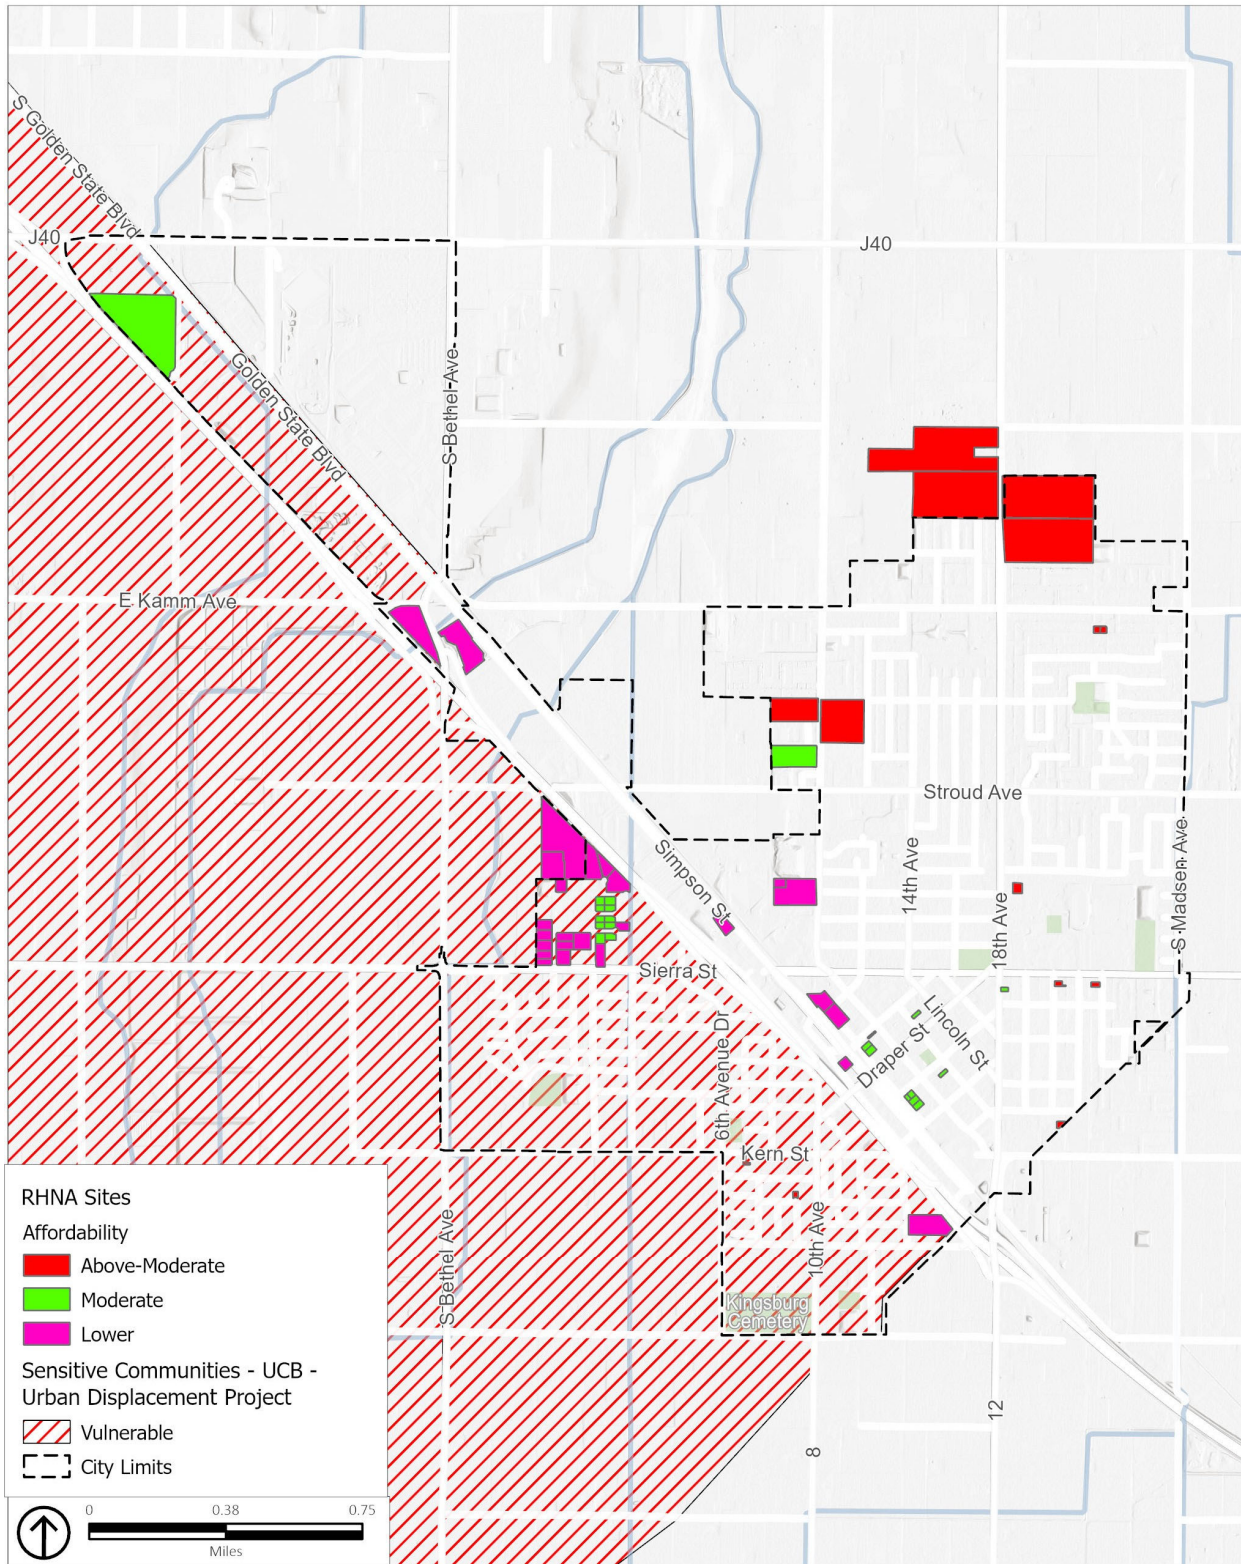 S Golden State Blvd
J40
J40
Golden State Blvd
S Bethel Ave
E Kamm Ave
Stroud Ave
Simpson St
14th Ave
18th Ave
S Madsen Ave
Sierra St
Lincoln St
Draper St
6th Avenue Dr
Kern St
10th Ave
S Bethel Ave
Kingsburg
Cemetery
12
8
RHNA Sites
Affordability
Above-Moderate
Moderate
Lower
Sensitive Communities - UCB -
Urban Displacement Project
Vulnerable
City Limits
0 0.38 0.75
Miles